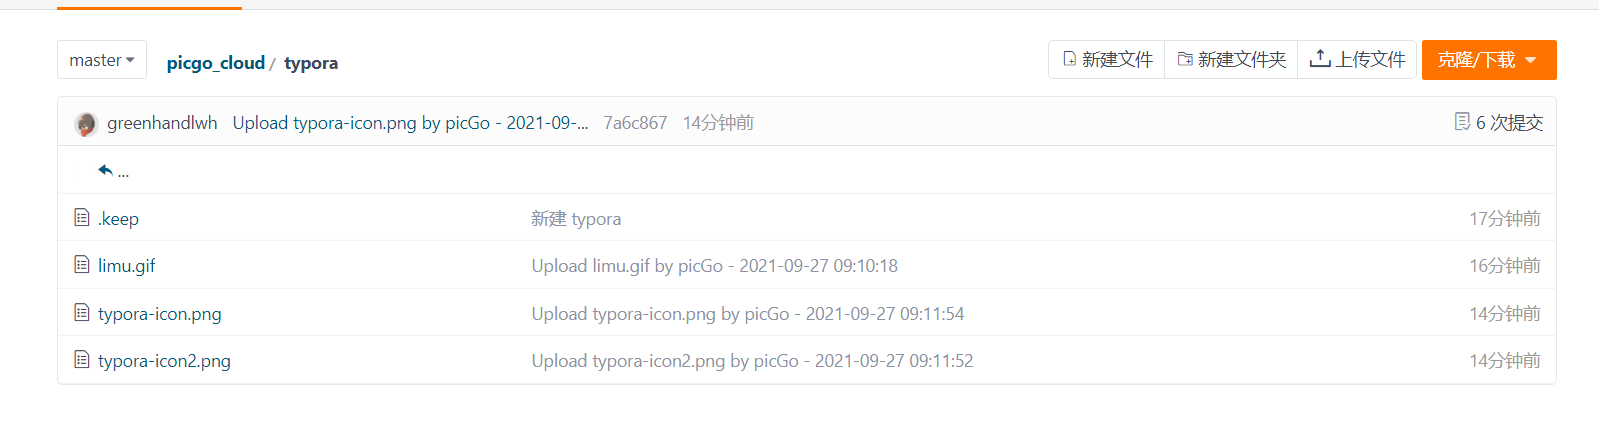 master picgo_cloud / typora 新建文件 新建文件夹 上传文件 克隆/下载
greenhandlwh Upload typora-icon.png by picGo - 2021-09-... 7a6c867 14分钟前 6 次提交
...
.keep 新建 typora 17分钟前
limu.gif Upload limu.gif by picGo - 2021-09-27 09:10:18 16分钟前
typora-icon.png Upload typora-icon.png by picGo - 2021-09-27 09:11:54 14分钟前
typora-icon2.png Upload typora-icon2.png by picGo - 2021-09-27 09:11:52 14分钟前